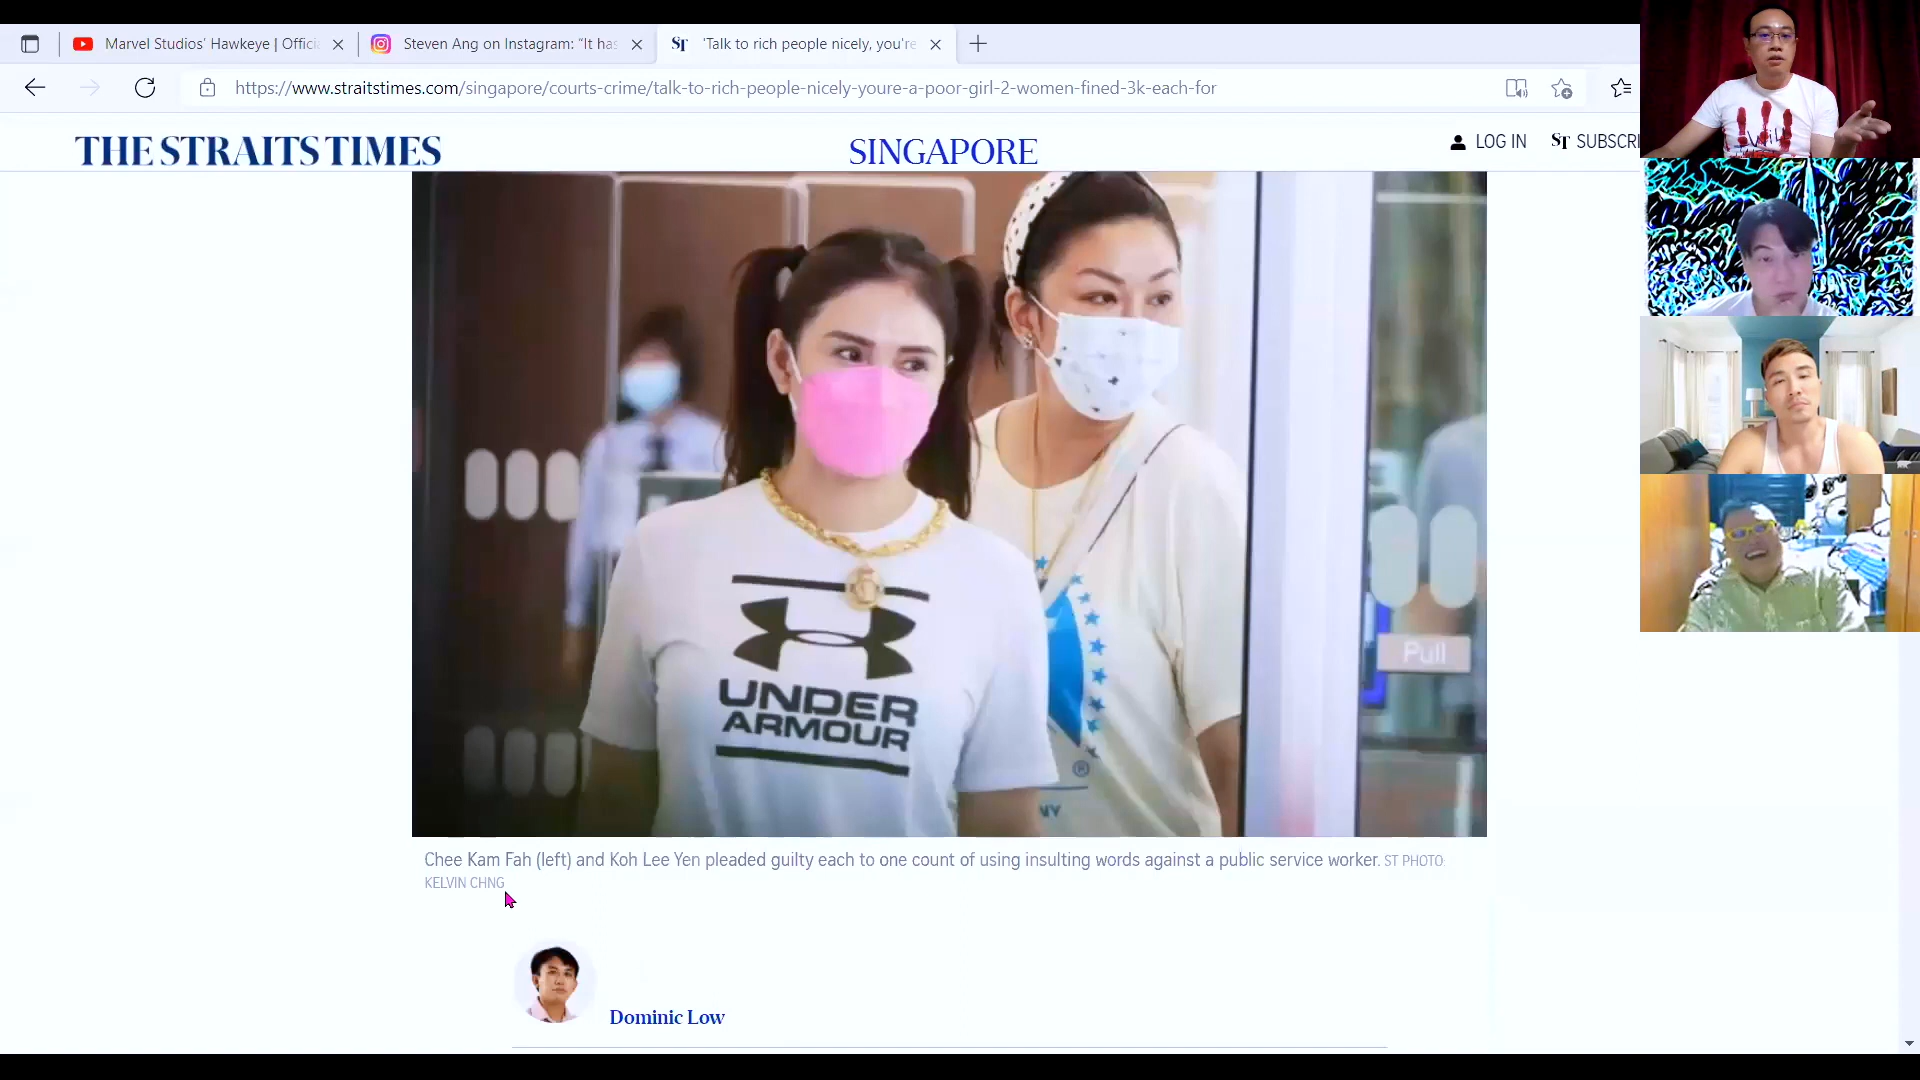 Marvel Studios' Hawkeye | Offici
Steven Ang on Instagram: "It has
ST 'Talk to rich people nicely, you're
https://www.straitstimes.com/singapore/courts-crime/talk-to-rich-people-nicely-youre-a-poor-girl-2-women-fined-3k-each-for
THE STRAITS TIMES
SINGAPORE
LOG IN
ST SUBSCRI
UNDER
ARMOUR
®
NY
Pull
Chee Kam Fah (left) and Koh Lee Yen pleaded guilty each to one count of using insulting words against a public service worker. ST PHOTO:
KELVIN CHNG
Dominic Low